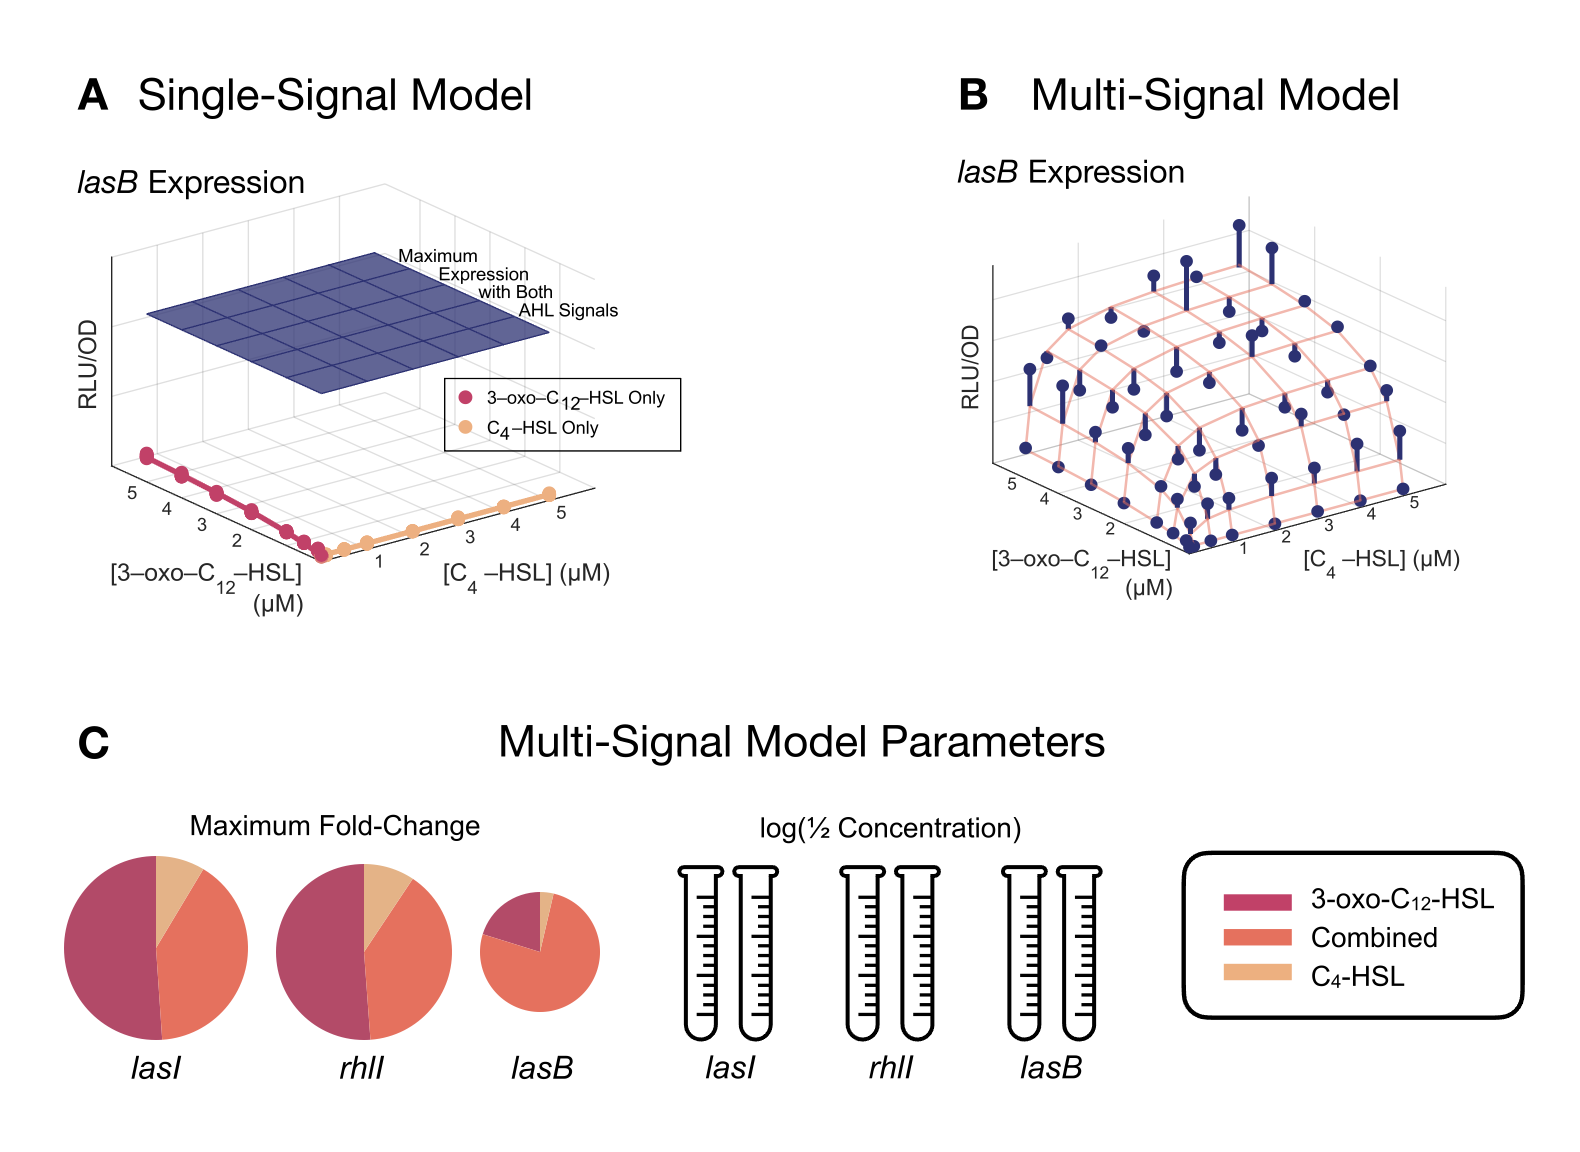 A Single-Signal Model
lasB Expression
Maximum
Expression
with Both
AHL Signals
RLU/OD
3–oxo–C12–HSL Only
C4–HSL Only
5
4
3
2
1
2
3
4
5
[3–oxo–C12–HSL]
(µM)
[C4 –HSL] (µM)
B Multi-Signal Model
lasB Expression
RLU/OD
5
4
3
2
1
2
3
4
5
[3–oxo–C12–HSL]
(µM)
[C4 –HSL] (µM)
C Multi-Signal Model Parameters
Maximum Fold-Change
lasI
rhlI
lasB
log(½ Concentration)
lasI
rhlI
lasB
3-oxo-C12-HSL
Combined
C4-HSL